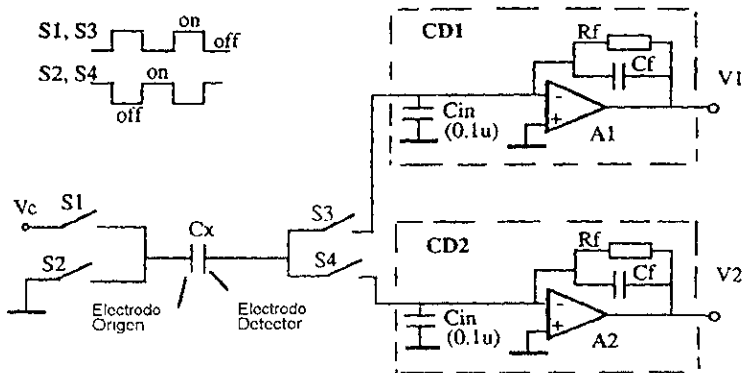 S1, S3
on
off
S2, S4
on
off
CD1
Rf
Cf
V1
Cin
(0.1u)
-
+
A1
Vc
S1
S2
Cx
S3
S4
Electrodo
Origen
Electrodo
Detector
CD2
Rf
Cf
V2
Cin
(0.1u)
-
+
A2